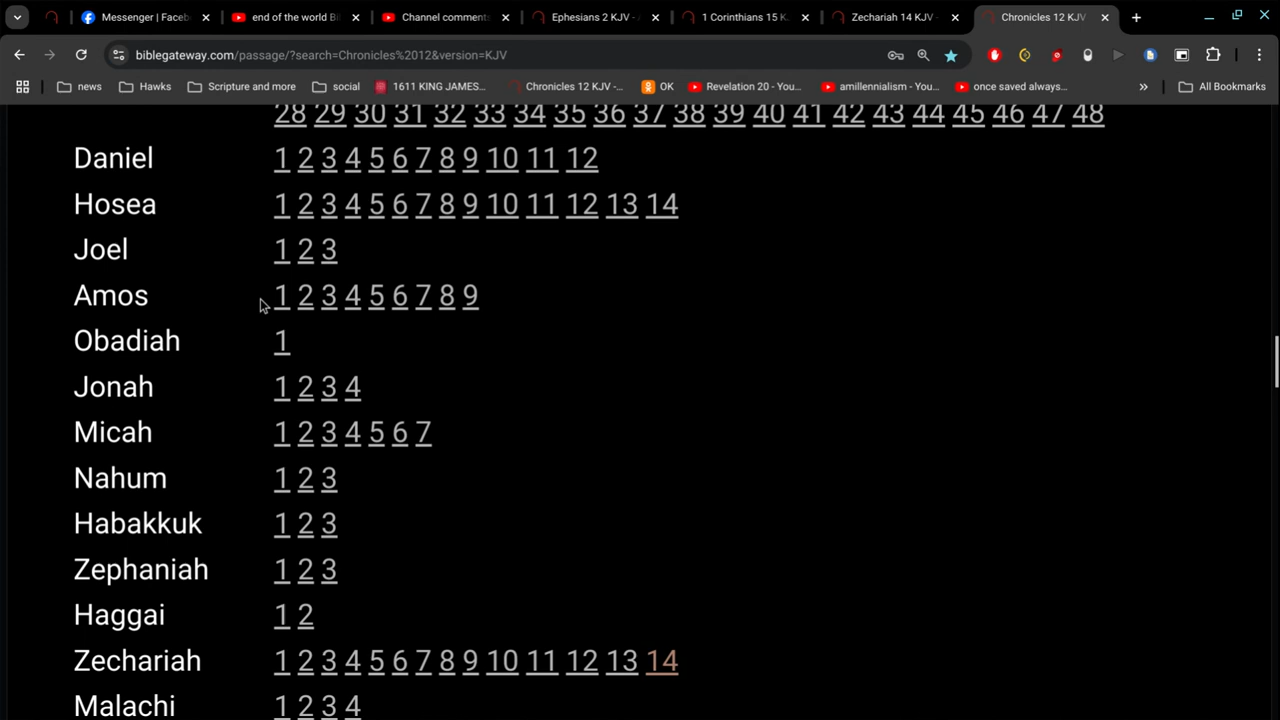 Messenger | Faceb
end of the world Bi
Channel comments
Ephesians 2 KJV -
1 Corinthians 15 K
Zechariah 14 KJV
Chronicles 12 KJV
biblegateway.com/passage/?search=Chronicles%2012&version=KJV
news Hawks Scripture and more social 1611 KING JAMES... Chronicles 12 KJV -... OK Revelation 20 - You... amillennialism - You... once saved always... » All Bookmarks
28 29 30 31 32 33 34 35 36 37 38 39 40 41 42 43 44 45 46 47 48
Daniel 1 2 3 4 5 6 7 8 9 10 11 12
Hosea 1 2 3 4 5 6 7 8 9 10 11 12 13 14
Joel 1 2 3
Amos 1 2 3 4 5 6 7 8 9
Obadiah 1
Jonah 1 2 3 4
Micah 1 2 3 4 5 6 7
Nahum 1 2 3
Habakkuk 1 2 3
Zephaniah 1 2 3
Haggai 1 2
Zechariah 1 2 3 4 5 6 7 8 9 10 11 12 13 14
Malachi 1 2 3 4